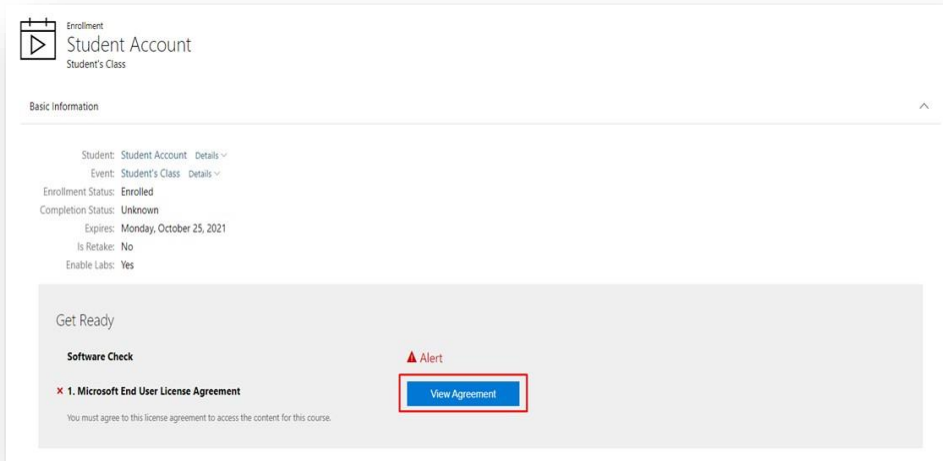 Enrollment
Student Account
Student's Class
Basic Information
Student: Student Account Details
Event: Student's Class Details
Enrollment Status: Enrolled
Completion Status: Unknown
Expires: Monday, October 25, 2021
Is Retake: No
Enable Labs: Yes
Get Ready
Software Check Alert
1. Microsoft End User License Agreement View Agreement
You must agree to this license agreement to access the content for this course.